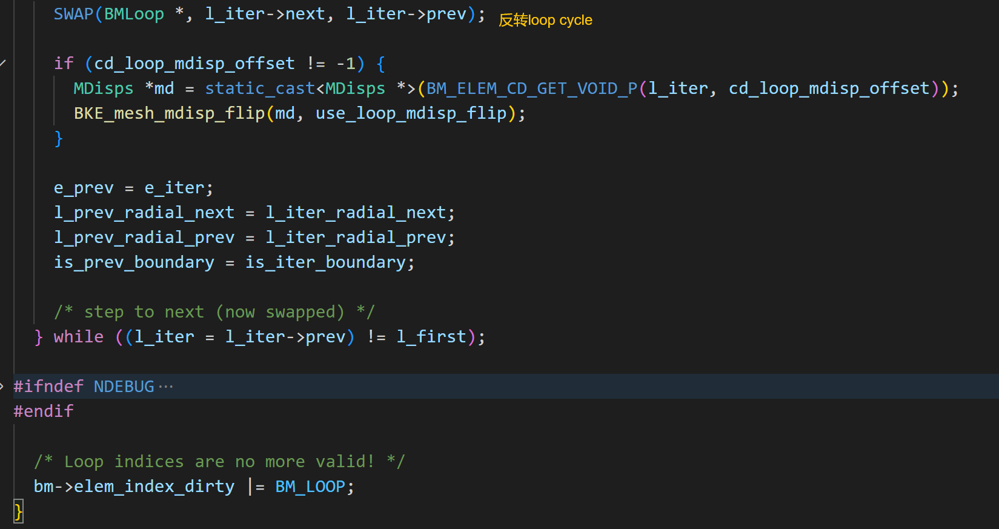 SWAP(BMLoop *, l_iter->next, l_iter->prev); 反转loop cycle
if (cd_loop_mdisp_offset != -1) {
MDisps *md = static_cast<MDisps *>(BM_ELEM_CD_GET_VOID_P(l_iter, cd_loop_mdisp_offset));
BKE_mesh_mdisp_flip(md, use_loop_mdisp_flip);
}
e_prev = e_iter;
l_prev_radial_next = l_iter_radial_next;
l_prev_radial_prev = l_iter_radial_prev;
is_prev_boundary = is_iter_boundary;
/* step to next (now swapped) */
} while ((l_iter = l_iter->prev) != l_first);
#ifndef NDEBUG···
#endif
/* Loop indices are no more valid! */
bm->elem_index_dirty |= BM_LOOP;
}